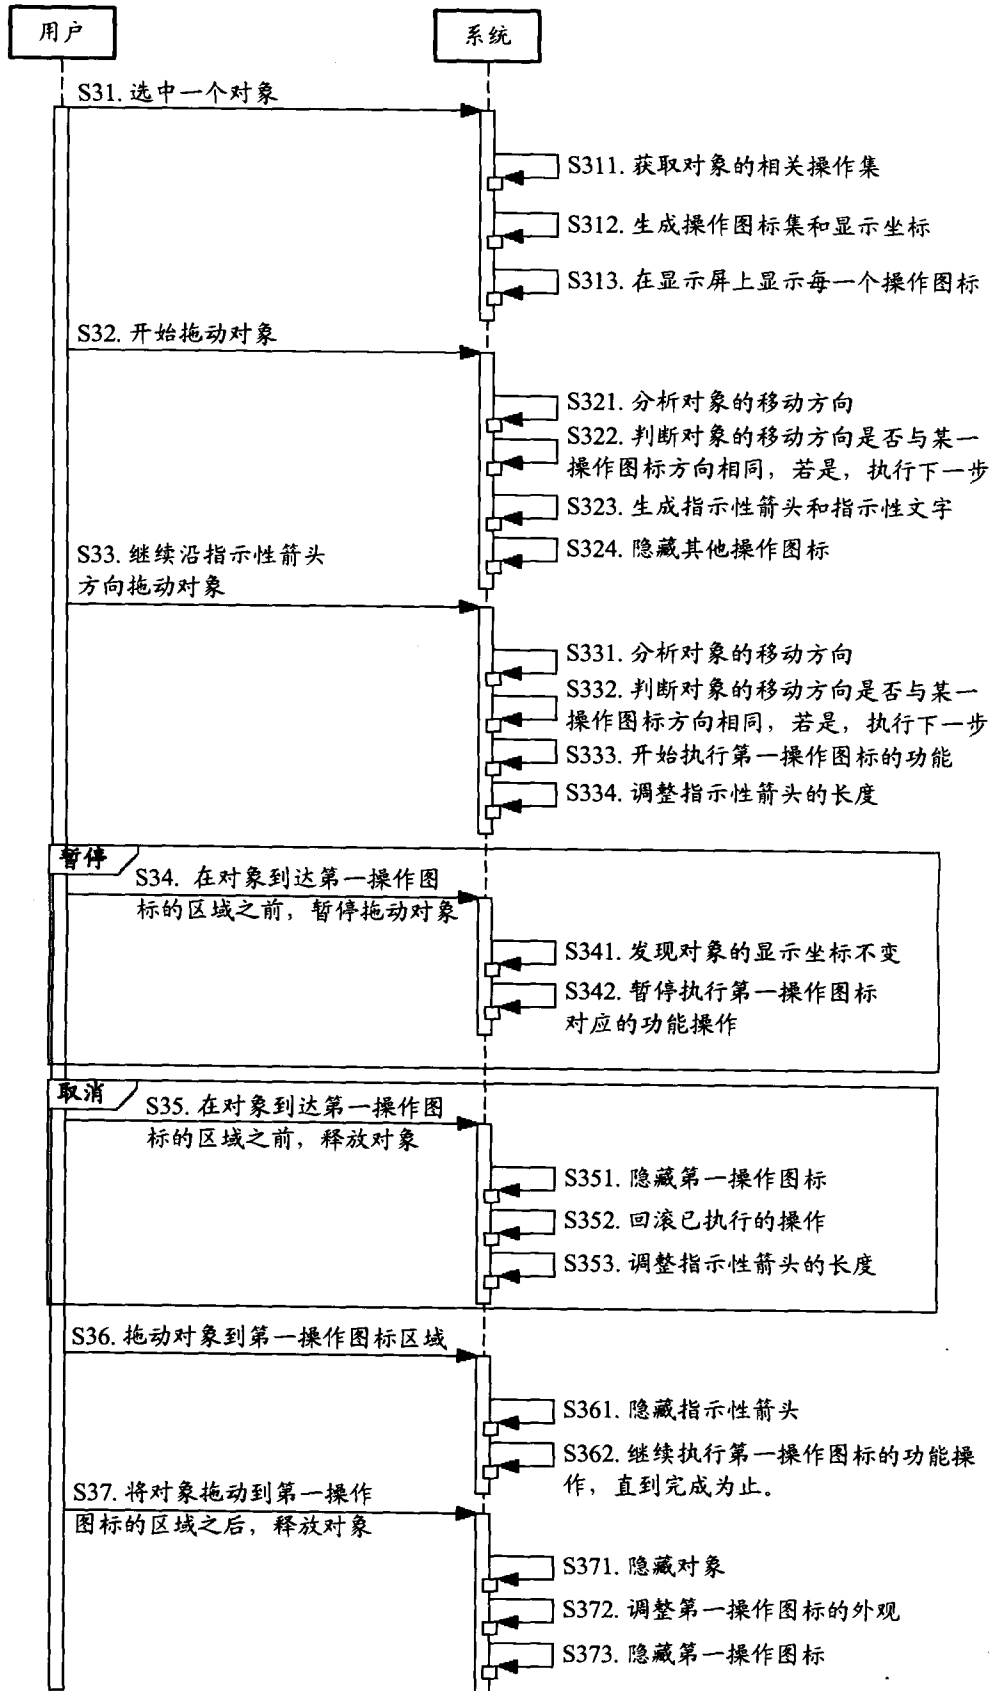 用户
系统
S31. 选中一个对象
S311. 获取对象的相关操作集
S312. 生成操作图标集和显示坐标
S313. 在显示屏上显示每一个操作图标
S32. 开始拖动对象
S321. 分析对象的移动方向
S322. 判断对象的移动方向是否与某一
操作图标方向相同，若是，执行下一步
S323. 生成指示性箭头和指示性文字
S324. 隐藏其他操作图标
S33. 继续沿指示性箭头
方向拖动对象
S331. 分析对象的移动方向
S332. 判断对象的移动方向是否与某一
操作图标方向相同，若是，执行下一步
S333. 开始执行第一操作图标的功能
S334. 调整指示性箭头的长度
暂停
S34. 在对象到达第一操作图
标的区域之前，暂停拖动对象
S341. 发现对象的显示坐标不变
S342. 暂停执行第一操作图标
对应的功能操作
取消
S35. 在对象到达第一操作图
标的区域之前，释放对象
S351. 隐藏第一操作图标
S352. 回滚已执行的操作
S353. 调整指示性箭头的长度
S36. 拖动对象到第一操作图标区域
S361. 隐藏指示性箭头
S362. 继续执行第一操作图标的功能操
作，直到完成为止。
S37. 将对象拖动到第一操作
图标的区域之后，释放对象
S371. 隐藏对象
S372. 调整第一操作图标的外观
S373. 隐藏第一操作图标